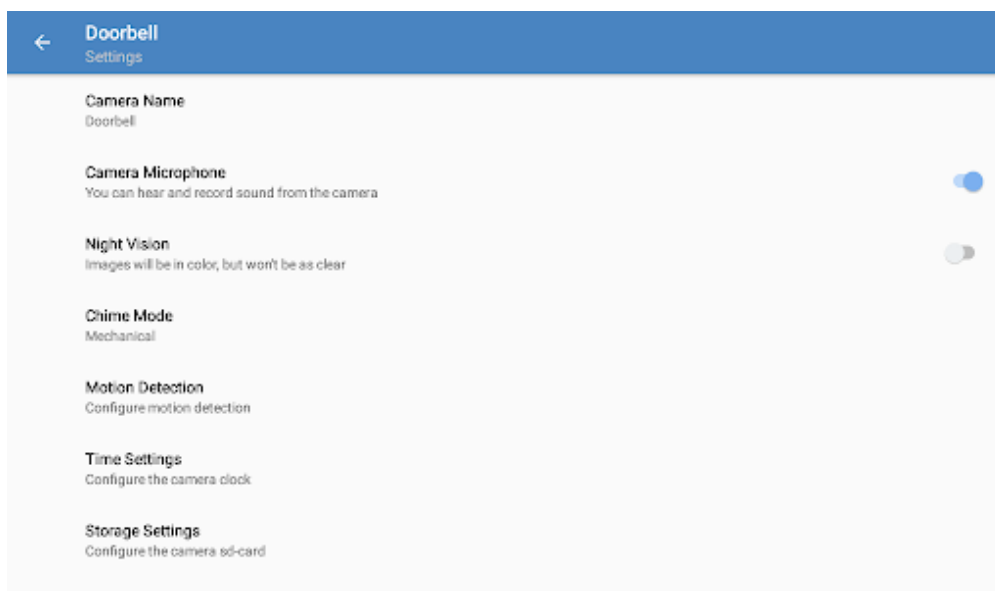 Doorbell
Settings
Camera Name
Doorbell
Camera Microphone
You can hear and record sound from the camera
Night Vision
Images will be in color, but won't be as clear
Chime Mode
Mechanical
Motion Detection
Configure motion detection
Time Settings
Configure the camera clock
Storage Settings
Configure the camera sd-card